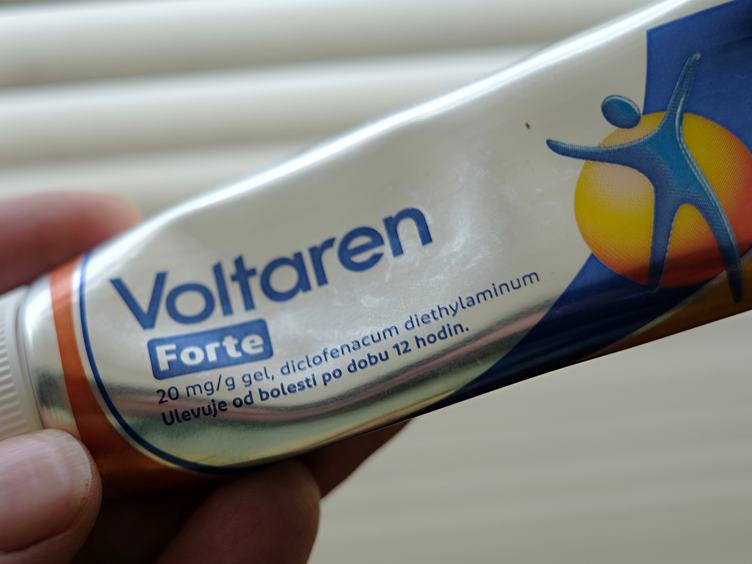 Voltaren
Forte
20 mg/g gel, diclofenacum diethylaminum
Ulevuje od bolesti po dobu 12 hodin.